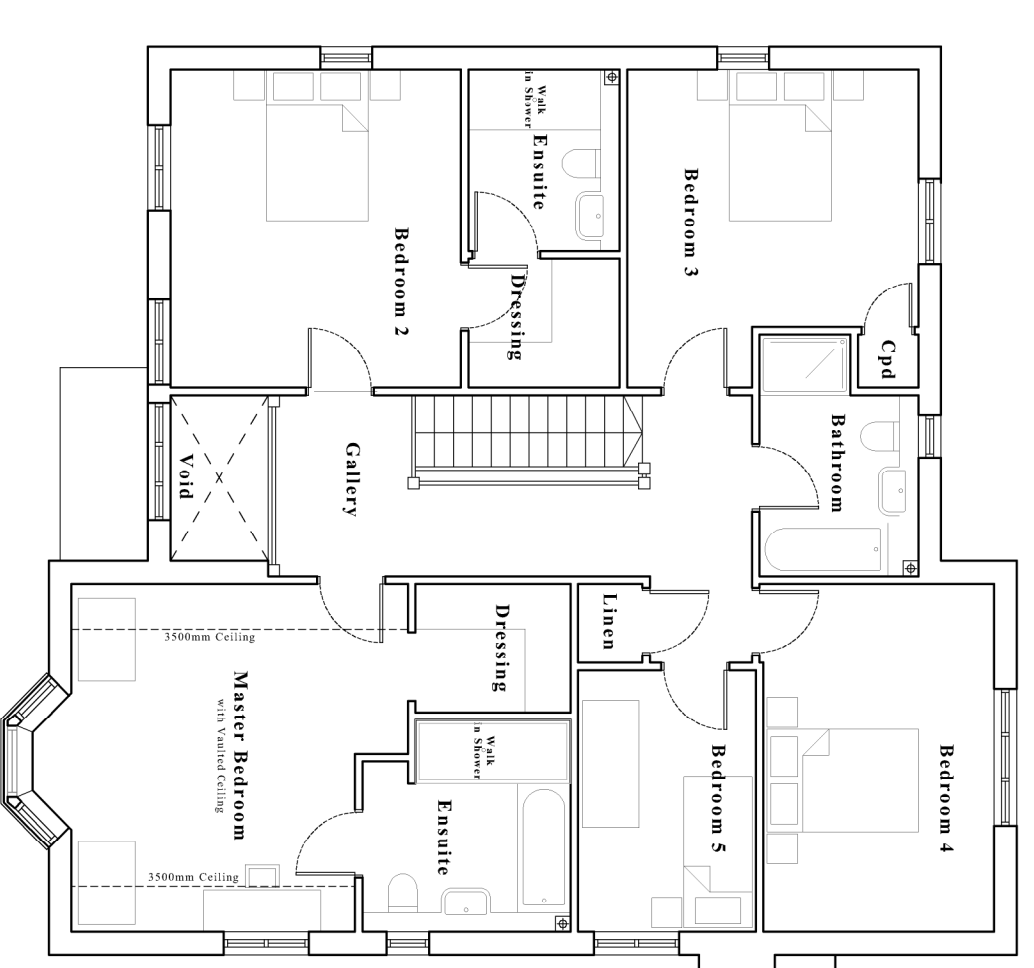 Walk
in Shower
Ensuite
Bedroom 2
Bedroom 3
Dressing
Cpd
Void
Gallery
Bathroom
3500mm Ceiling
Dressing
Linen
Master Bedroom
with Vaulted Ceiling
Walk
in Shower
Ensuite
Bedroom 5
Bedroom 4
3500mm Ceiling